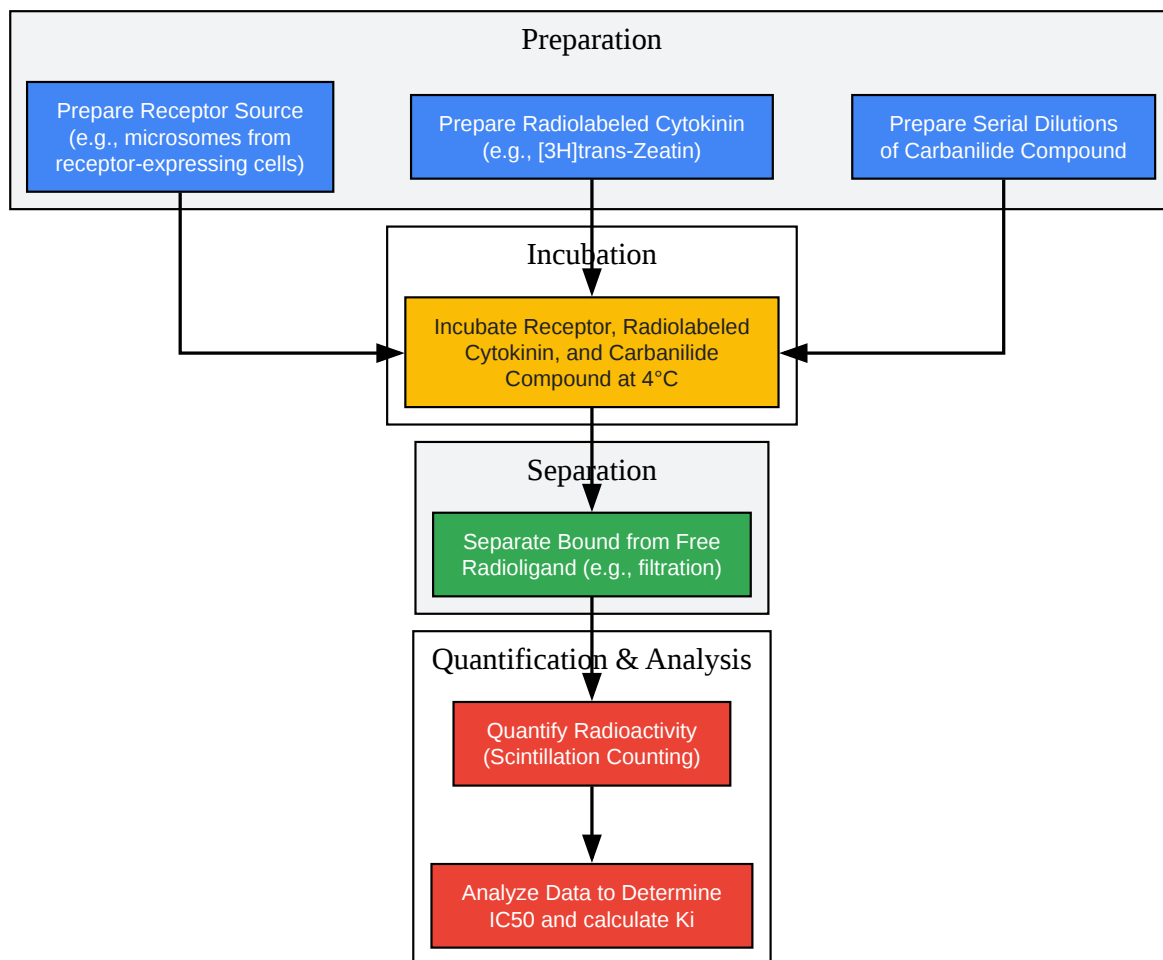 Preparation
Prepare Receptor Source
(e.g., microsomes from
receptor-expressing cells)
Prepare Radiolabeled Cytokinin
(e.g., [3H]trans-Zeatin)
Prepare Serial Dilutions
of Carbanilide Compound
Incubation
Incubate Receptor, Radiolabeled
Cytokinin, and Carbanilide
Compound at 4°C
Separation
Separate Bound from Free
Radioligand (e.g., filtration)
Quantification & Analysis
Quantify Radioactivity
(Scintillation Counting)
Analyze Data to Determine
IC50 and calculate Ki